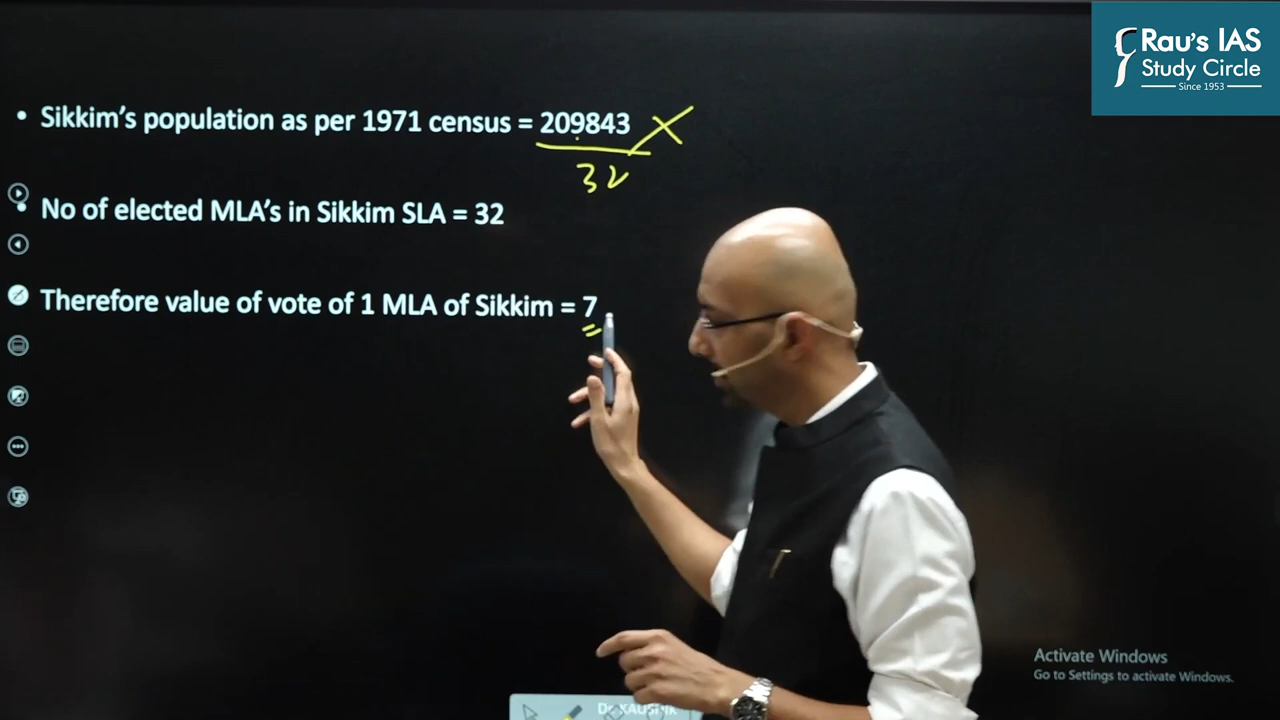 Rau's IAS
Study Circle
Since 1953
• Sikkim's population as per 1971 census = 209843
32
• No of elected MLA's in Sikkim SLA = 32
Therefore value of vote of 1 MLA of Sikkim = 7
Activate Windows
Go to Settings to activate Windows.
Dr. KAUSHIK